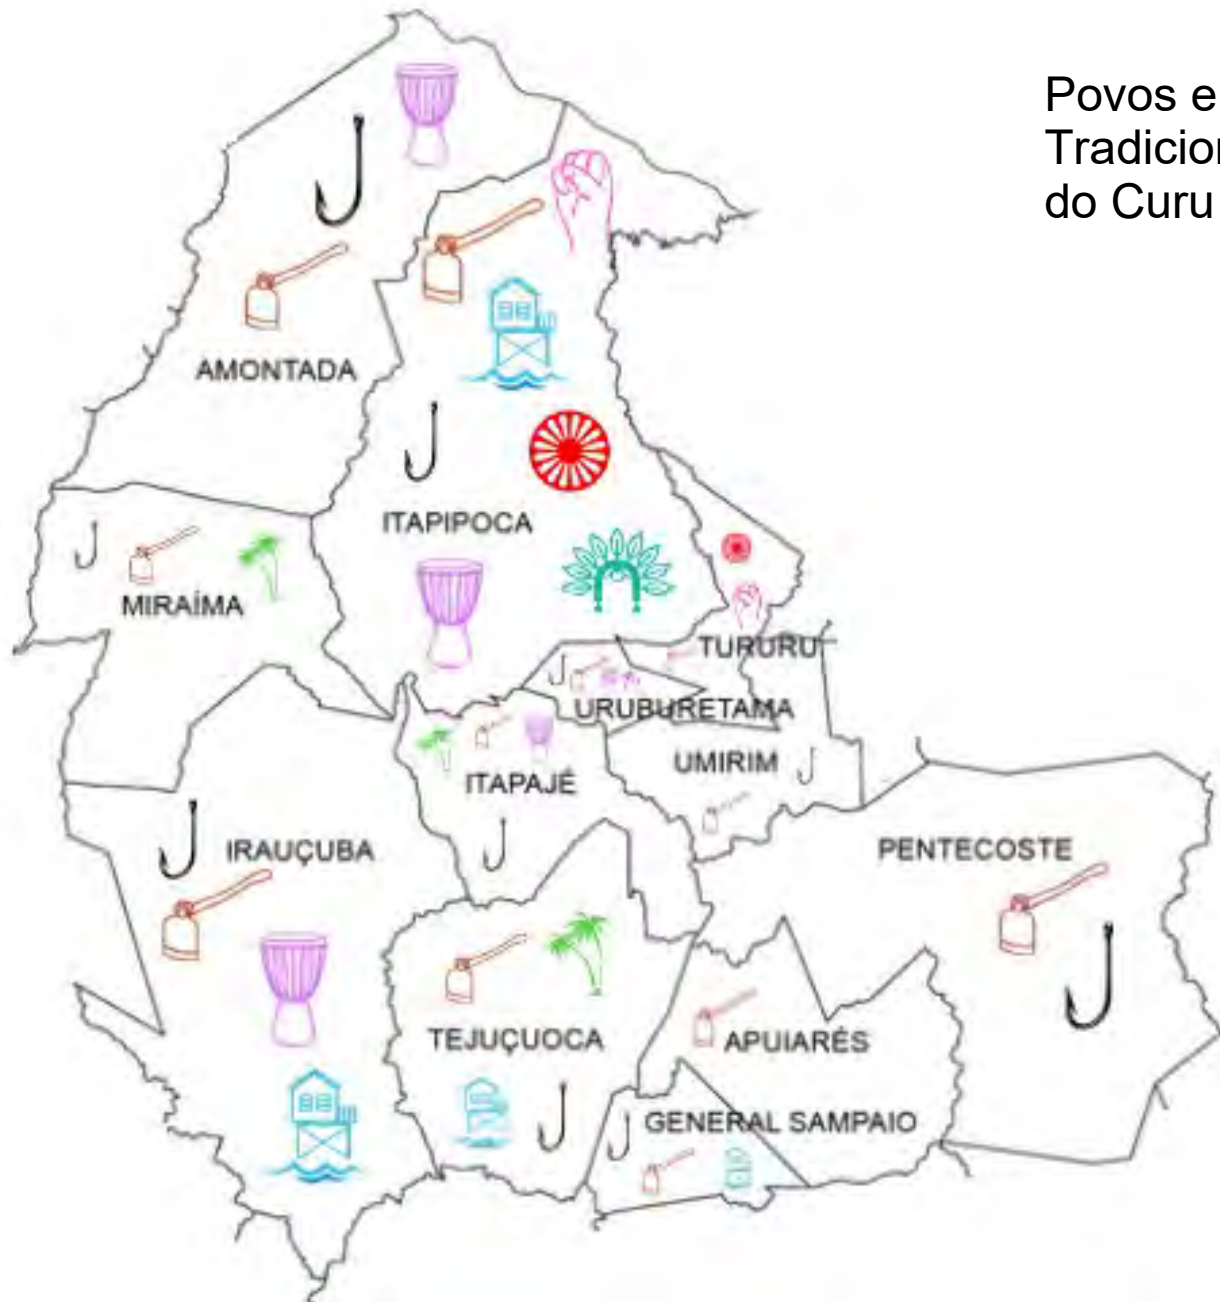 Povos e
Tradicion
do Curu
AMONTADA
ITAPIPOCA
MIRAÍMA
TURURU
URUBURETAMA
UMIRIM
ITAPAJÉ
IRAUÇUBA
PENTECOSTE
TEJUÇUOCA
APUIARÉS
GENERAL SAMPAIO